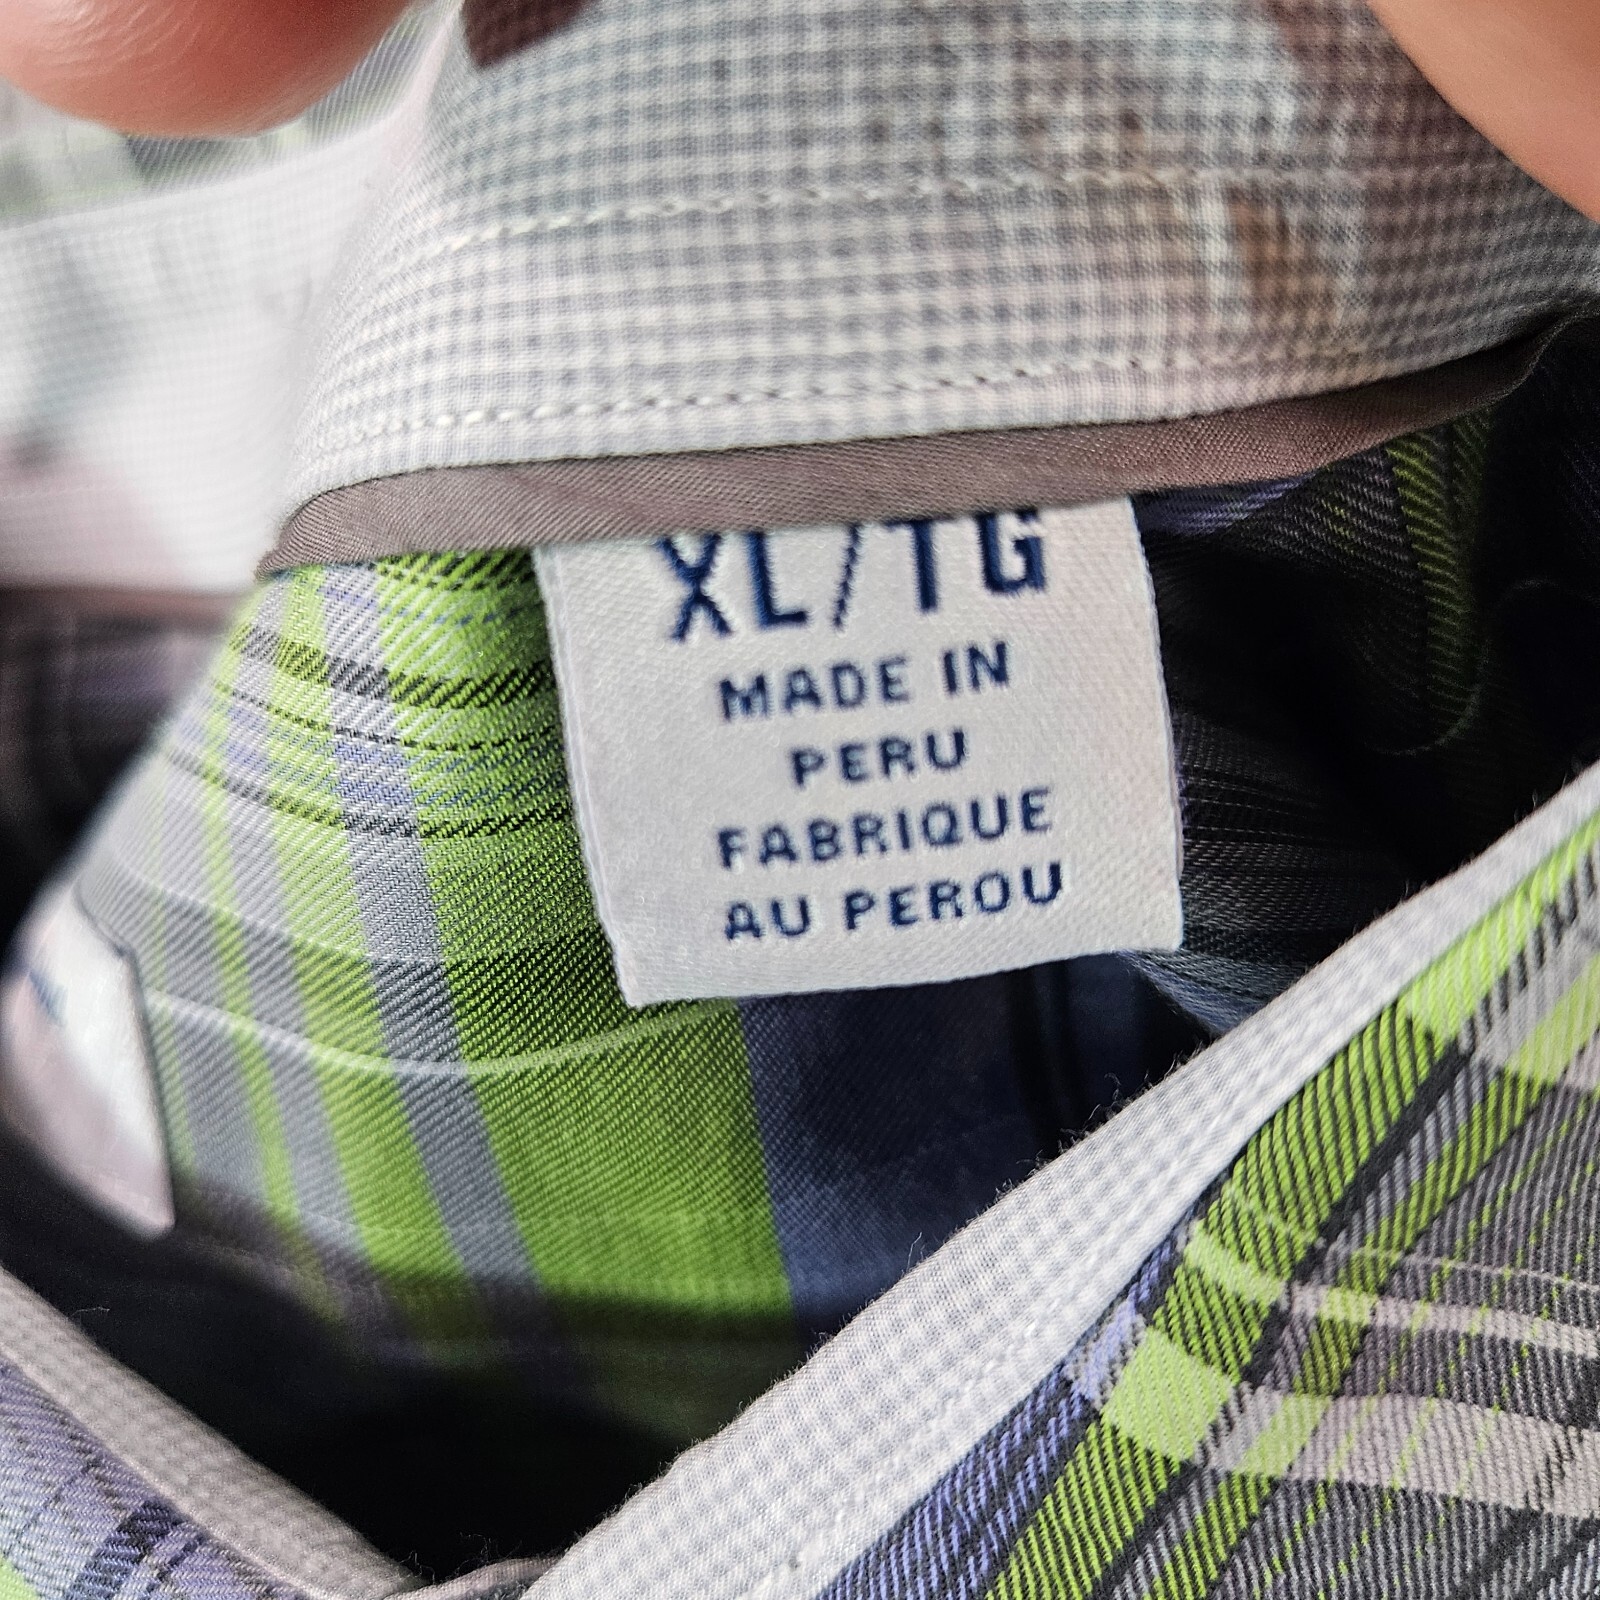 XL/TG
MADE IN
PERU
FABRIQUE
AU PEROU